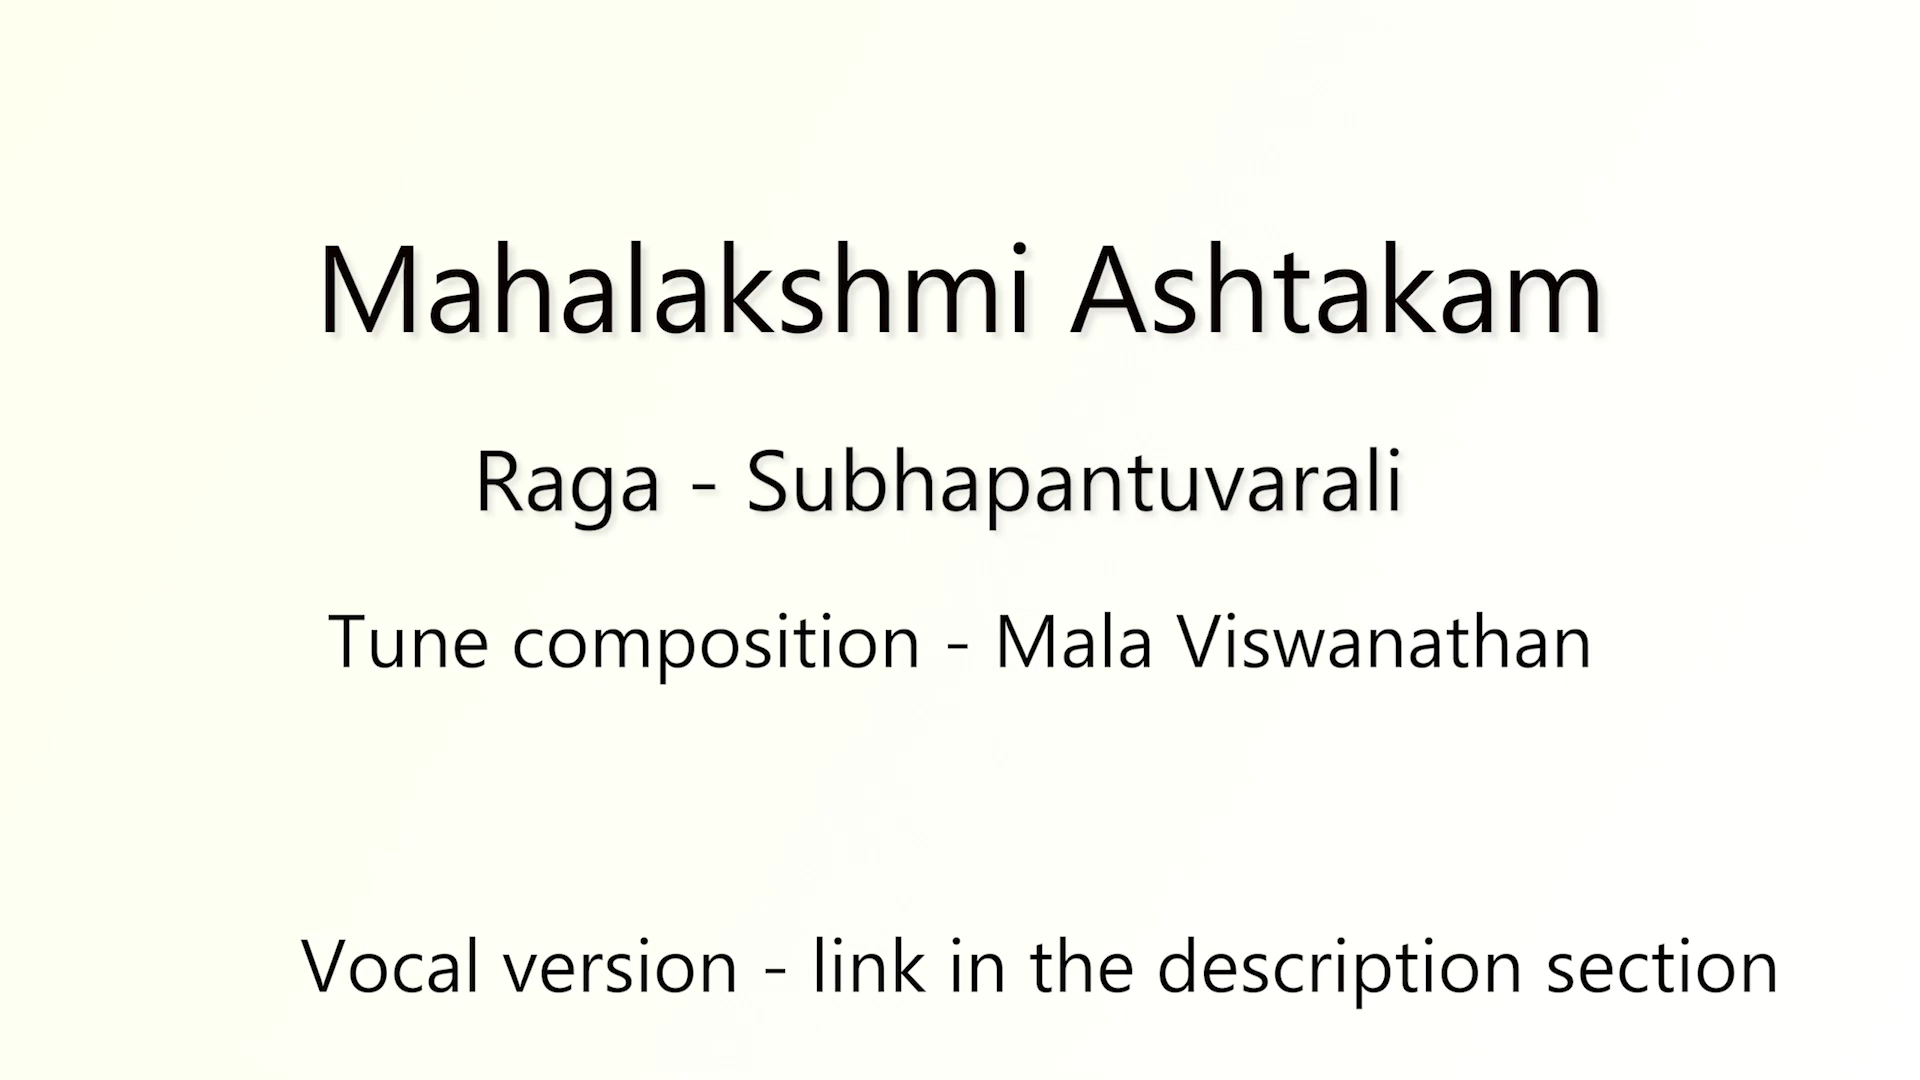 Mahalakshmi Ashtakam
Raga - Subhapantuvarali
Tune composition - Mala Viswanathan
Vocal version - link in the description section